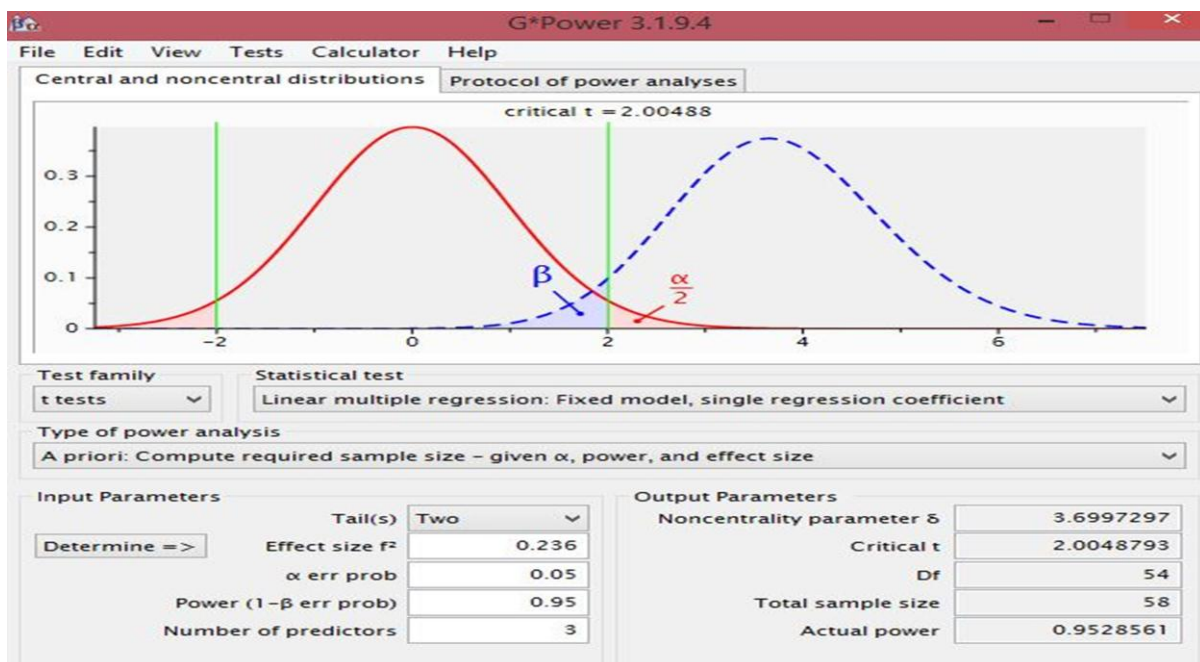 G*Power 3.1.9.4
File Edit View Tests Calculator Help
Central and noncentral distributions Protocol of power analyses
critical t = 2.00488
0.3
0.2
0.1
0
β
α
2
-2 0 2 4 6
Test family Statistical test
t tests Linear multiple regression: Fixed model, single regression coefficient
Type of power analysis
A priori: Compute required sample size – given α, power, and effect size
Input Parameters Output Parameters
Tail(s) Two Noncentrality parameter δ 3.6997297
Determine => Effect size f² 0.236 Critical t 2.0048793
α err prob 0.05 Df 54
Power (1-β err prob) 0.95 Total sample size 58
Number of predictors 3 Actual power 0.9528561